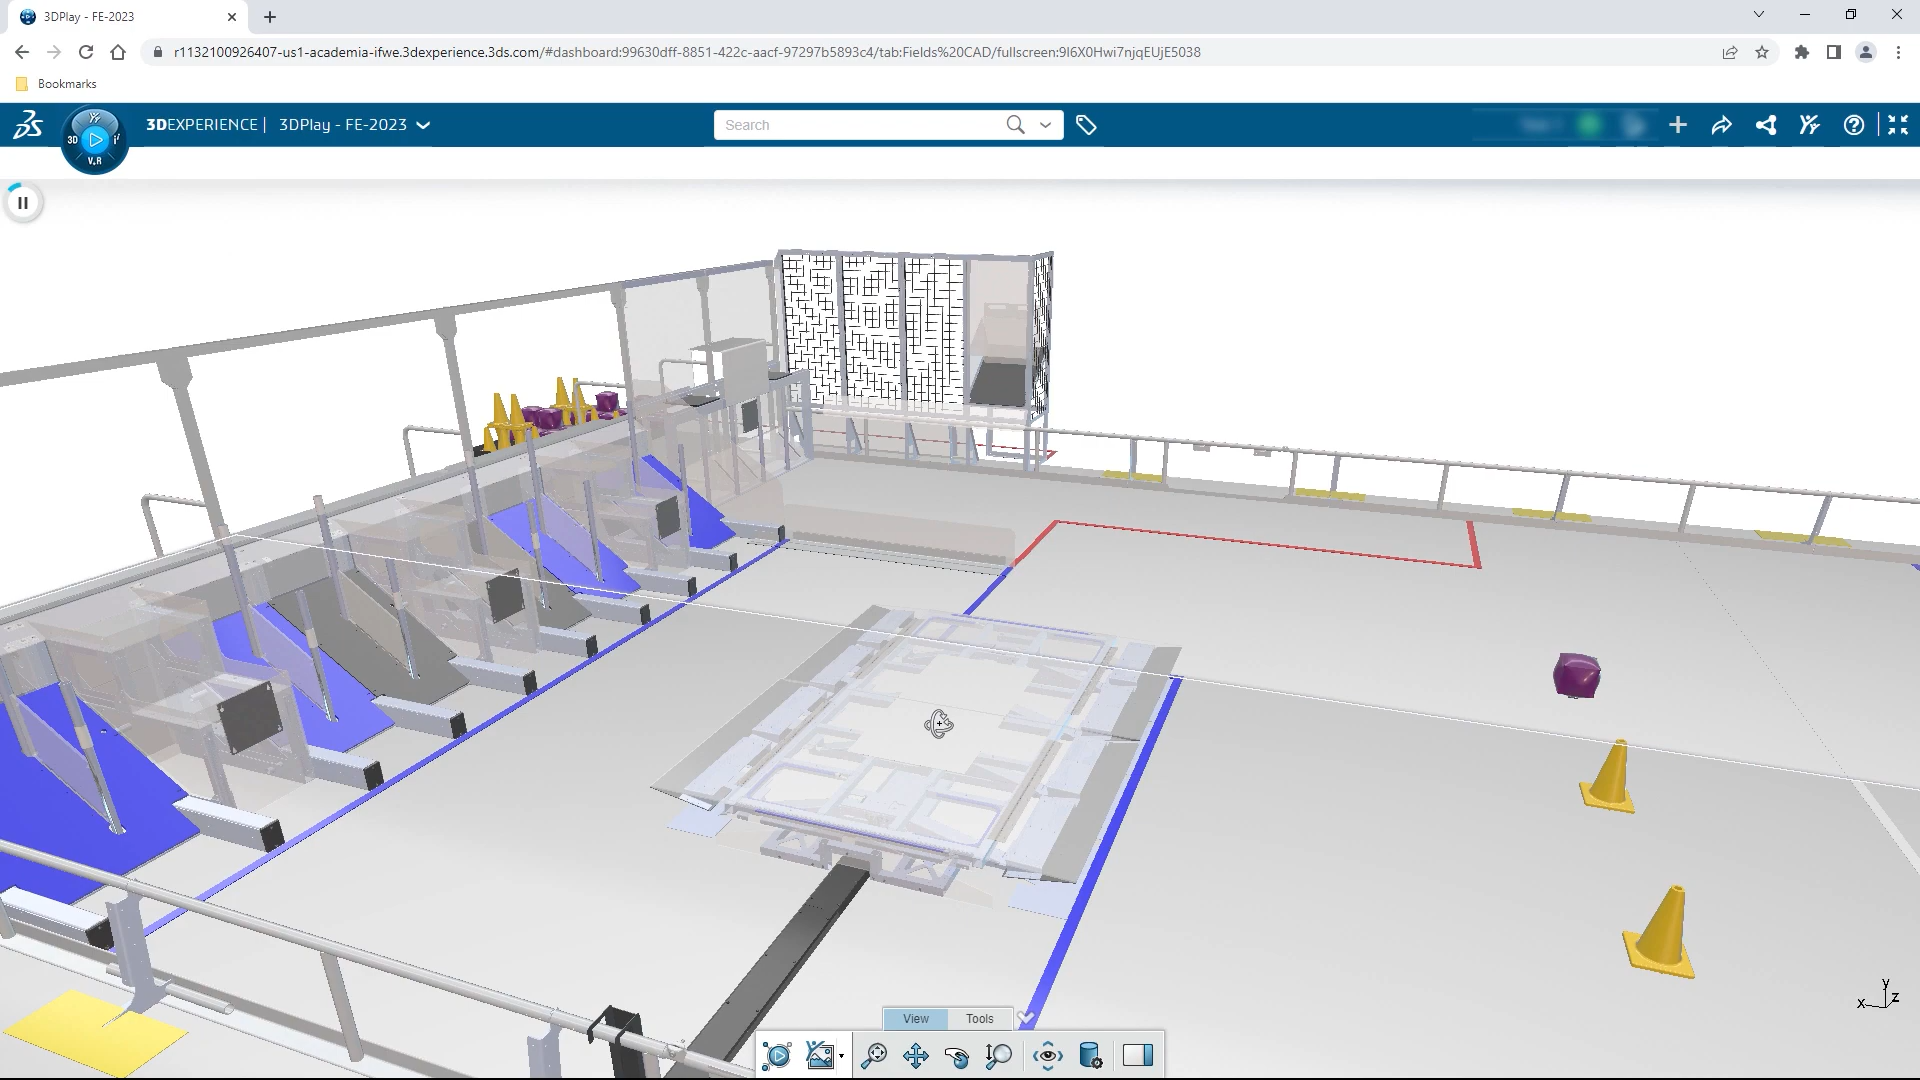 3DPlay - FE-2023
r1132100926407-us1-academia-ifwe.3dexperience.3ds.com/#dashboard:99630dff-8851-422c-aacf-97297b5893c4/tab:Fields%20CAD/fullscreen:9I6X0Hwi7njqEUjE5038
Bookmarks
3DEXPERIENCE | 3DPlay - FE-2023
Search
3D
V.R
y
x z
View Tools